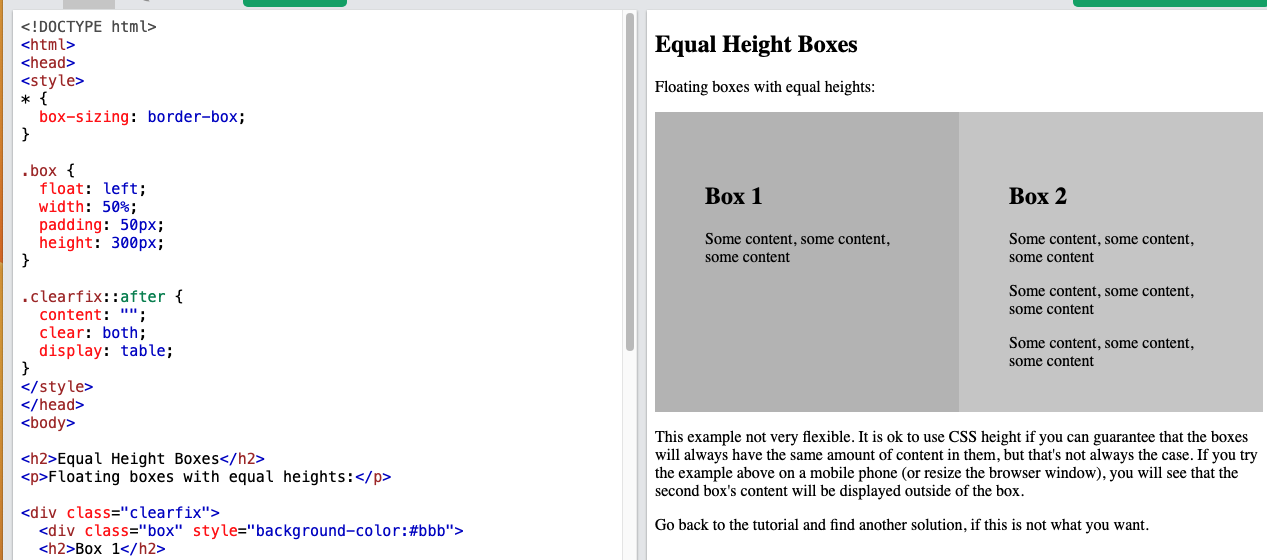 <!DOCTYPE html>
<html>
<head>
<style>
* {
  box-sizing: border-box;
}

.box {
  float: left;
  width: 50%;
  padding: 50px;
  height: 300px;
}

.clearfix::after {
  content: "";
  clear: both;
  display: table;
}
</style>
</head>
<body>

<h2>Equal Height Boxes</h2>
<p>Floating boxes with equal heights:</p>

<div class="clearfix">
  <div class="box" style="background-color:#bbb">
  <h2>Box 1</h2>
Equal Height Boxes
Floating boxes with equal heights:
Box 1
Some content, some content,
some content
Box 2
Some content, some content,
some content
Some content, some content,
some content
Some content, some content,
some content
This example not very flexible. It is ok to use CSS height if you can guarantee that the boxes
will always have the same amount of content in them, but that's not always the case. If you try
the example above on a mobile phone (or resize the browser window), you will see that the
second box's content will be displayed outside of the box.
Go back to the tutorial and find another solution, if this is not what you want.